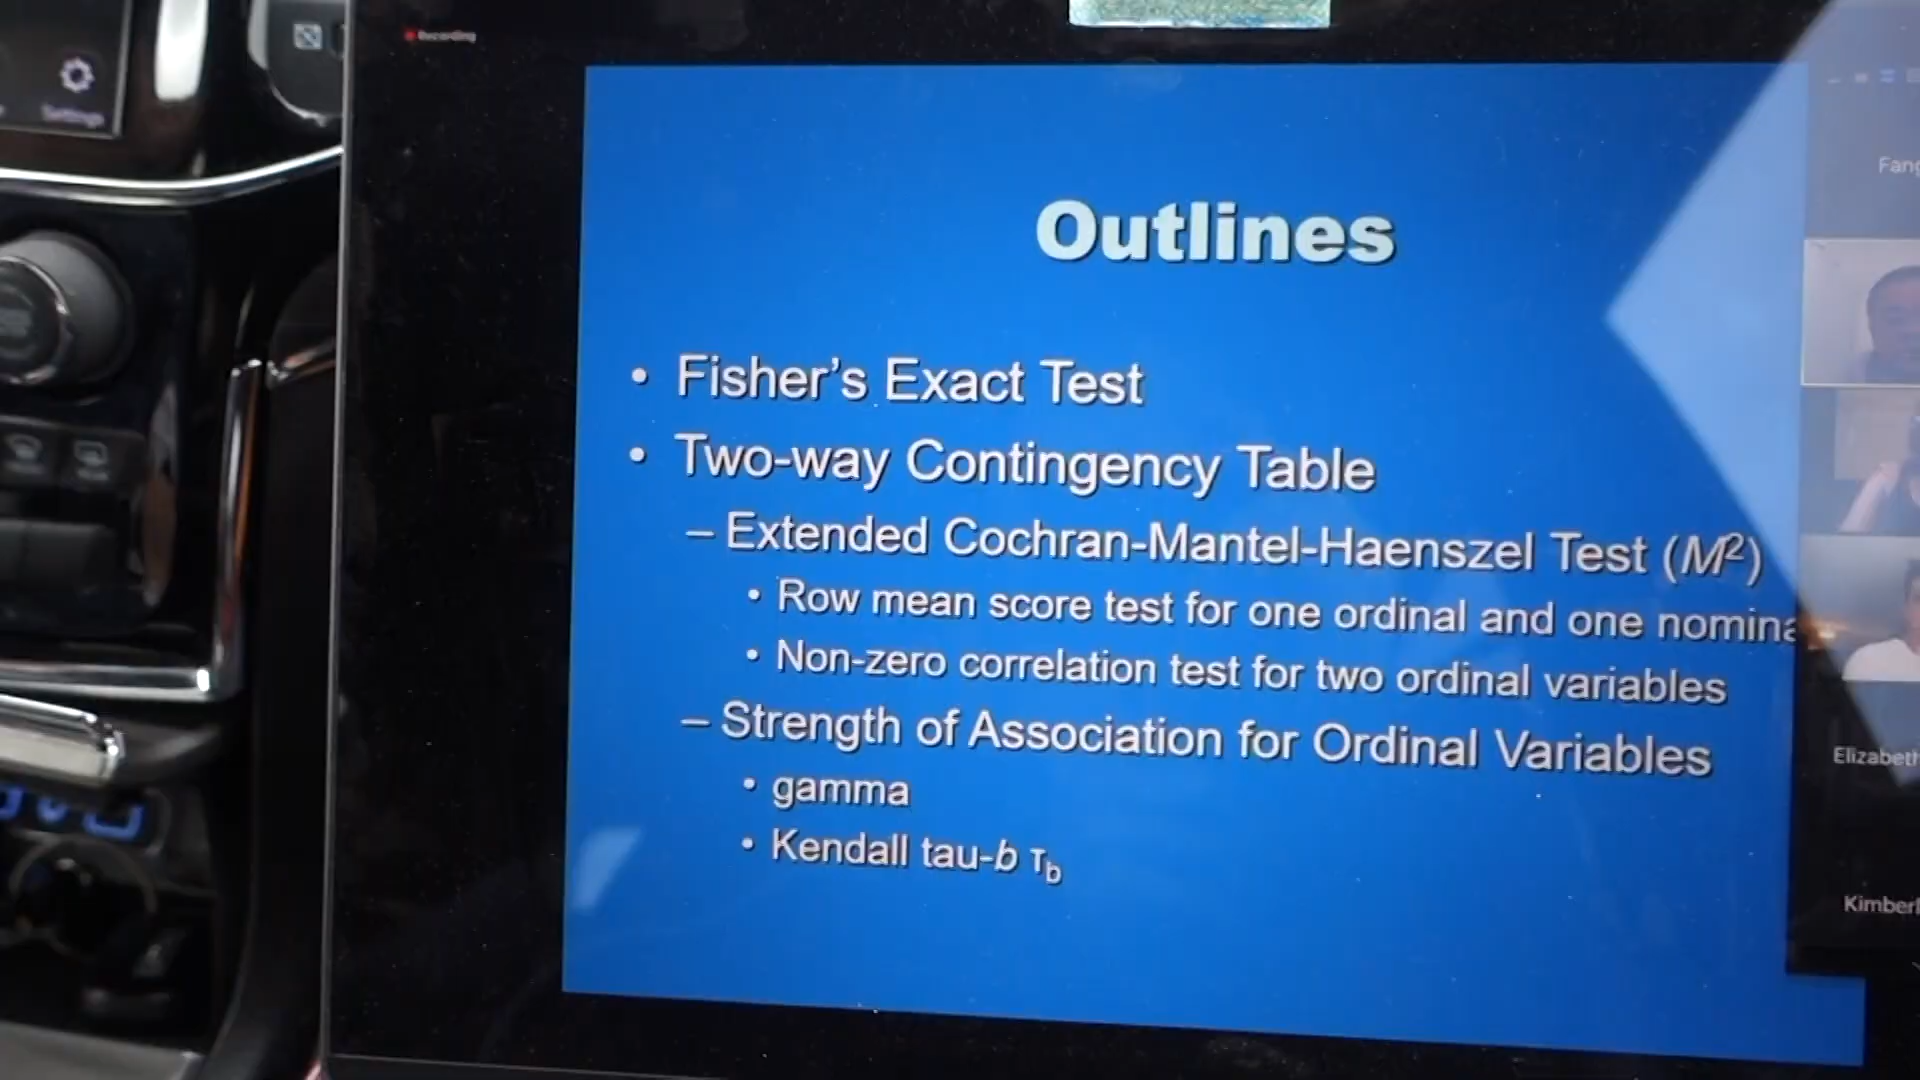 Recording
Settings
Outlines
• Fisher’s Exact Test
• Two-way Contingency Table
– Extended Cochran-Mantel-Haenszel Test (M²)
• Row mean score test for one ordinal and one nomina
• Non-zero correlation test for two ordinal variables
– Strength of Association for Ordinal Variables
• gamma
• Kendall tau-b τb
Fang
Elizabeth
Kimberl